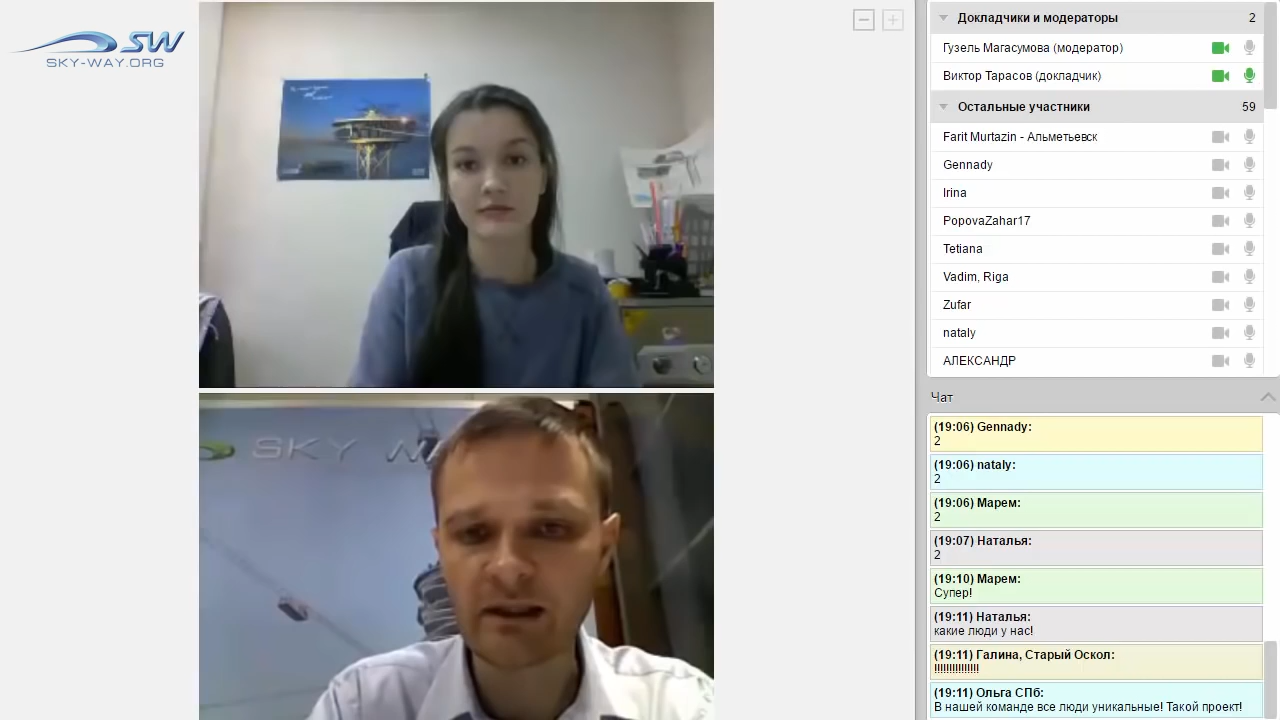 SW
SKY-WAY.ORG
SKY WA
Докладчики и модераторы 2
Гузель Магасумова (модератор)
Виктор Тарасов (докладчик)
Остальные участники 59
Farit Murtazin - Альметьевск
Gennady
Irina
PopovaZahar17
Tetiana
Vadim, Riga
Zufar
nataly
АЛЕКСАНДР
Чат
(19:06) Gennady:
2
(19:06) nataly:
2
(19:06) Марем:
2
(19:07) Наталья:
2
(19:10) Марем:
Супер!
(19:11) Наталья:
какие люди у нас!
(19:11) Галина, Старый Оскол:
!!!!!!!!!!!!!!!
(19:11) Ольга СПб:
В нашей команде все люди уникальные! Такой проект!